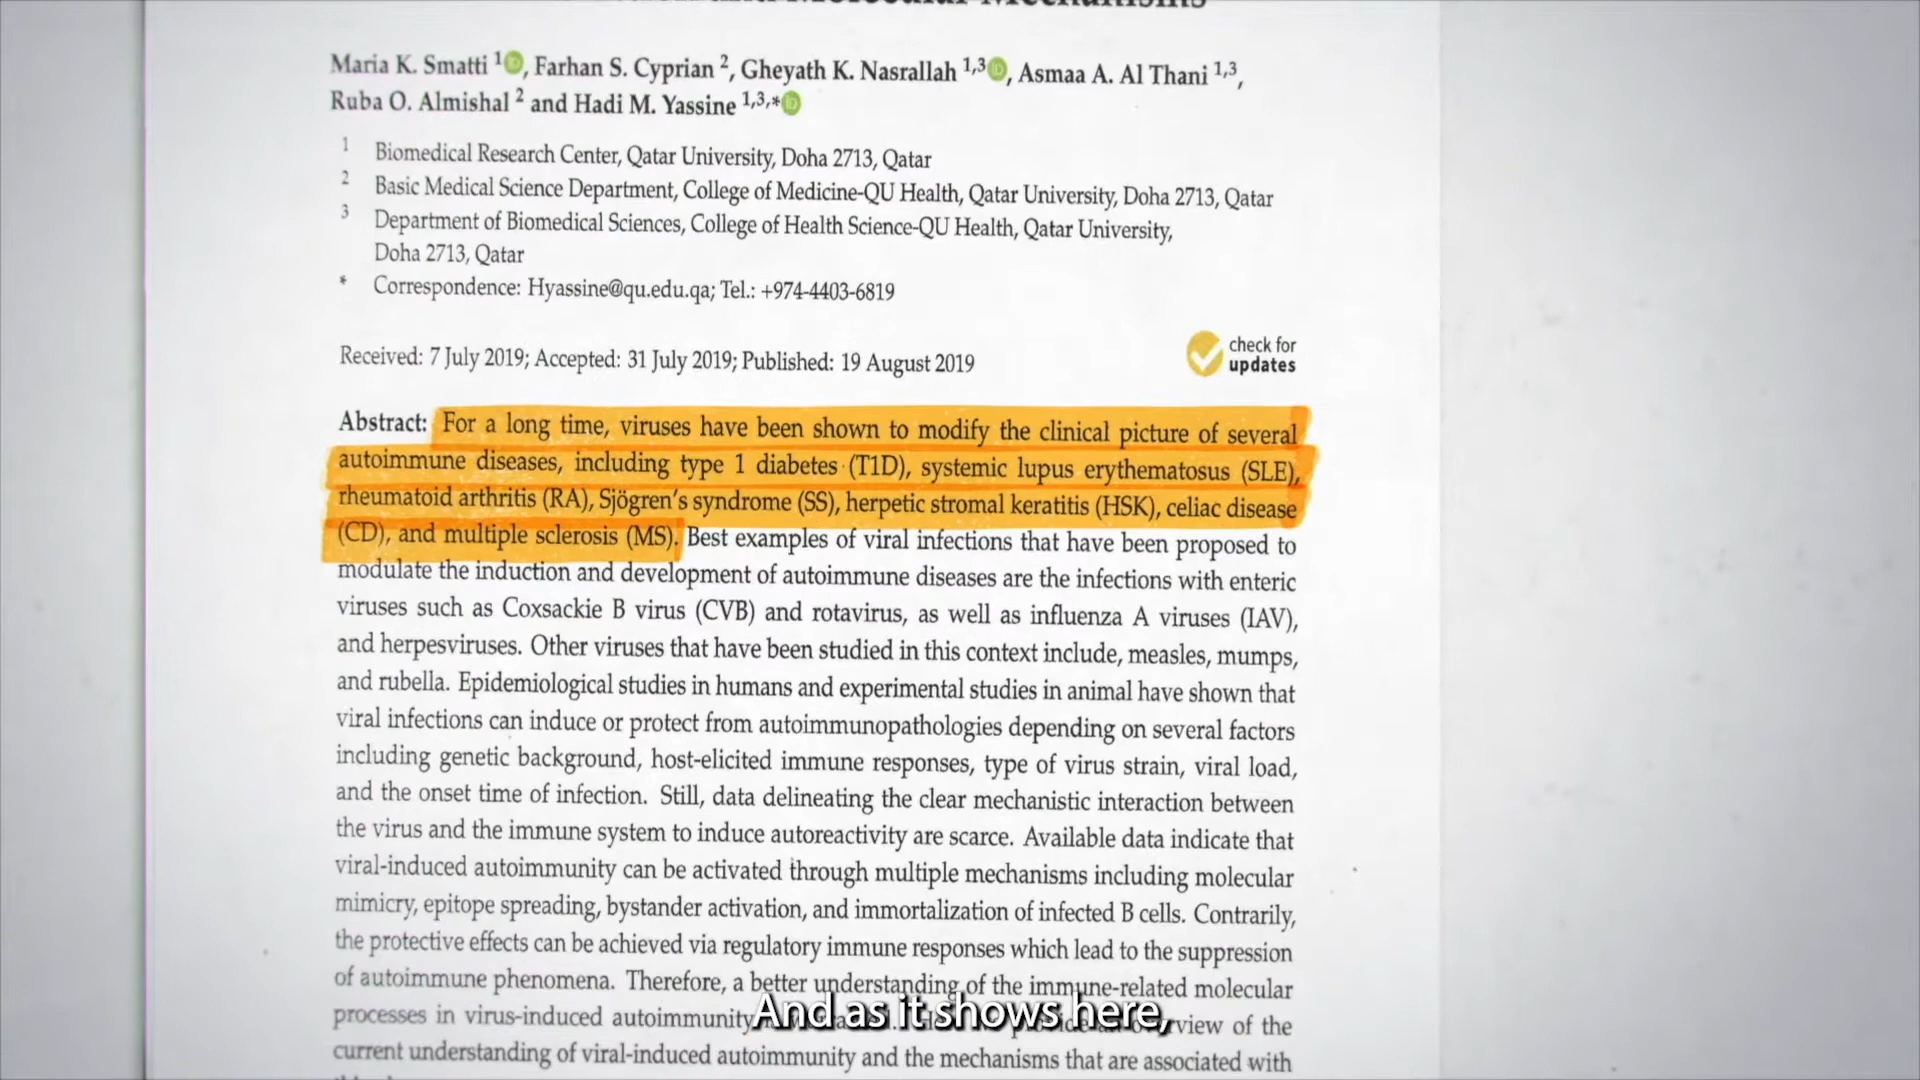 Molecular Mechanisms
Maria K. Smatti 1, Farhan S. Cyprian 2, Gheyath K. Nasrallah 1,3, Asmaa A. Al Thani 1,3,
Ruba O. Almishal 2 and Hadi M. Yassine 1,3,*
1 Biomedical Research Center, Qatar University, Doha 2713, Qatar
2 Basic Medical Science Department, College of Medicine-QU Health, Qatar University, Doha 2713, Qatar
3 Department of Biomedical Sciences, College of Health Science-QU Health, Qatar University,
Doha 2713, Qatar
* Correspondence: Hyassine@qu.edu.qa; Tel.: +974-4403-6819
check for
updates
Received: 7 July 2019; Accepted: 31 July 2019; Published: 19 August 2019
Abstract: For a long time, viruses have been shown to modify the clinical picture of several
autoimmune diseases, including type 1 diabetes (T1D), systemic lupus erythematosus (SLE),
rheumatoid arthritis (RA), Sjögren's syndrome (SS), herpetic stromal keratitis (HSK), celiac disease
(CD), and multiple sclerosis (MS). Best examples of viral infections that have been proposed to
modulate the induction and development of autoimmune diseases are the infections with enteric
viruses such as Coxsackie B virus (CVB) and rotavirus, as well as influenza A viruses (IAV),
and herpesviruses. Other viruses that have been studied in this context include, measles, mumps,
and rubella. Epidemiological studies in humans and experimental studies in animal have shown that
viral infections can induce or protect from autoimmunopathologies depending on several factors
including genetic background, host-elicited immune responses, type of virus strain, viral load,
and the onset time of infection. Still, data delineating the clear mechanistic interaction between
the virus and the immune system to induce autoreactivity are scarce. Available data indicate that
viral-induced autoimmunity can be activated through multiple mechanisms including molecular
mimicry, epitope spreading, bystander activation, and immortalization of infected B cells. Contrarily,
the protective effects can be achieved via regulatory immune responses which lead to the suppression
of autoimmune phenomena. Therefore, a better understanding of the immune-related molecular
processes in virus-induced autoimmunity
overview of the
And as it shows here,
current understanding of viral-induced autoimmunity and the mechanisms that are associated with